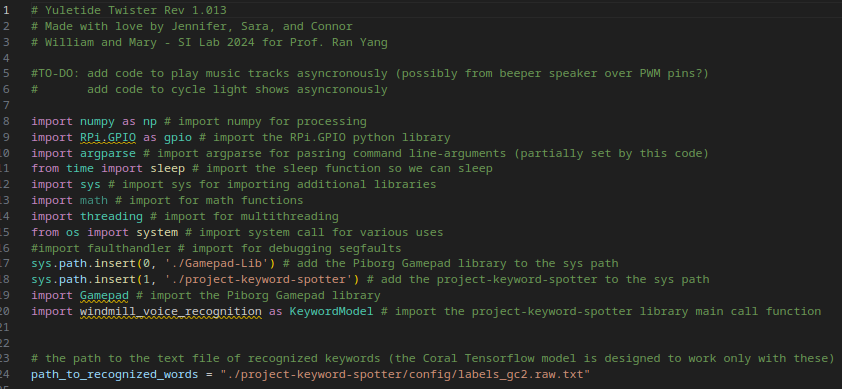 1 # Yuletide Twister Rev 1.013
2 # Made with love by Jennifer, Sara, and Connor
3 # William and Mary - SI Lab 2024 for Prof. Ran Yang
4
5 #TO-DO: add code to play music tracks asyncronously (possibly from beeper speaker over PWM pins?)
6 #       add code to cycle light shows asyncronously
7
8 import numpy as np # import numpy for processing
9 import RPi.GPIO as gpio # import the RPi.GPIO python library
10 import argparse # import argparse for pasring command line-arguments (partially set by this code)
11 from time import sleep # import the sleep function so we can sleep
12 import sys # import sys for importing additional libraries
13 import math # import for math functions
14 import threading # import for multithreading
15 from os import system # import system call for various uses
16 #import faulthandler # import for debugging segfaults
17 sys.path.insert(0, './Gamepad-Lib') # add the Piborg Gamepad library to the sys path
18 sys.path.insert(1, './project-keyword-spotter') # add the project-keyword-spotter to the sys path
19 import Gamepad # import the Piborg Gamepad library
20 import windmill_voice_recognition as KeywordModel # import the project-keyword-spotter library main call function
21
22
23 # the path to the text file of recognized keywords (the Coral Tensorflow model is designed to work only with these)
24 path_to_recognized_words = "./project-keyword-spotter/config/labels_gc2.raw.txt"